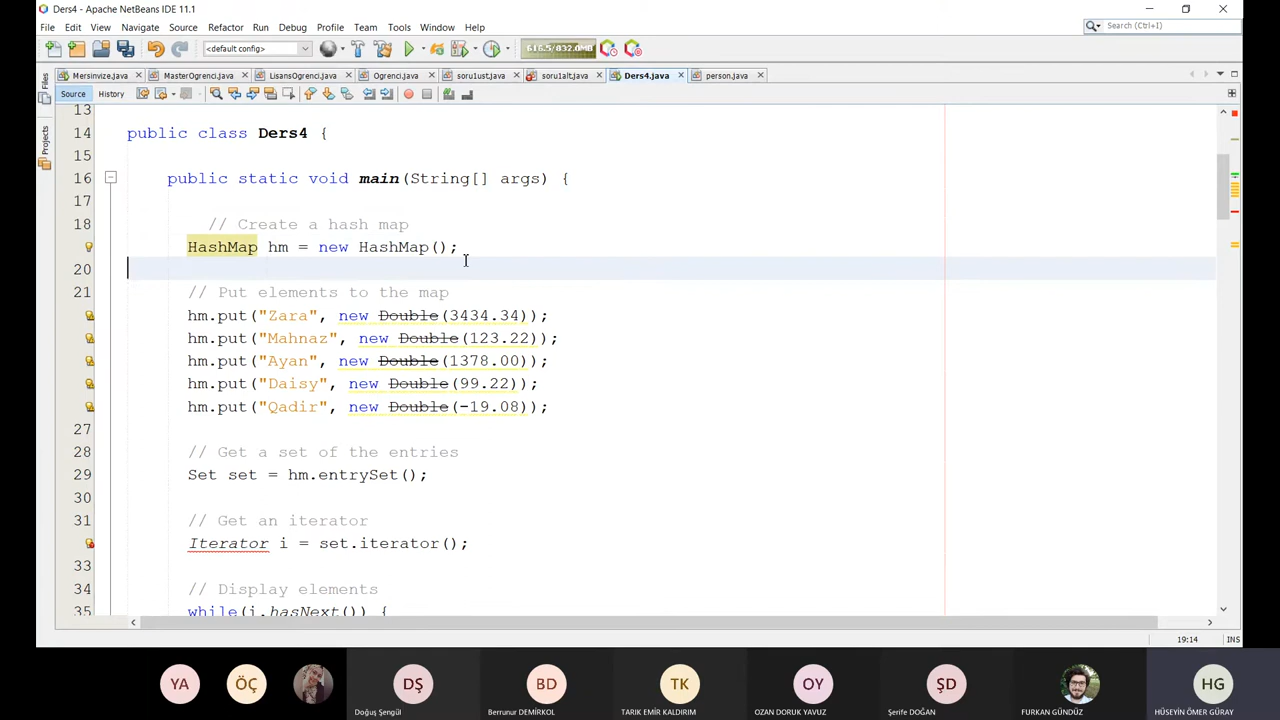 Ders4 - Apache NetBeans IDE 11.1
File Edit View Navigate Source Refactor Run Debug Profile Team Tools Window Help
Search (Ctrl+I)
<default config>
616.5/832.0MB
Mersinvize.java MasterOgrenci.java LisansOgrenci.java Ogrenci.java soru1ust.java soru1alt.java Ders4.java person.java
Files
Projects
Source History
13
14 public class Ders4 {
15
16 public static void main(String[] args) {
17
18 // Create a hash map
HashMap hm = new HashMap();
20
21 // Put elements to the map
hm.put("Zara", new Double(3434.34));
hm.put("Mahnaz", new Double(123.22));
hm.put("Ayan", new Double(1378.00));
hm.put("Daisy", new Double(99.22));
hm.put("Qadir", new Double(-19.08));
27
28 // Get a set of the entries
29 Set set = hm.entrySet();
30
31 // Get an iterator
Iterator i = set.iterator();
33
34 // Display elements
35 while(i.hasNext()) {
19:14 INS
YA ÖÇ DŞ BD TK OY ŞD HG
Doğuş Şengül Berrunur DEMİRKOL TARIK EMİR KALDIRIM OZAN DORUK YAVUZ Şerife DOĞAN FURKAN GÜNDÜZ HÜSEYİN ÖMER GÜRAY